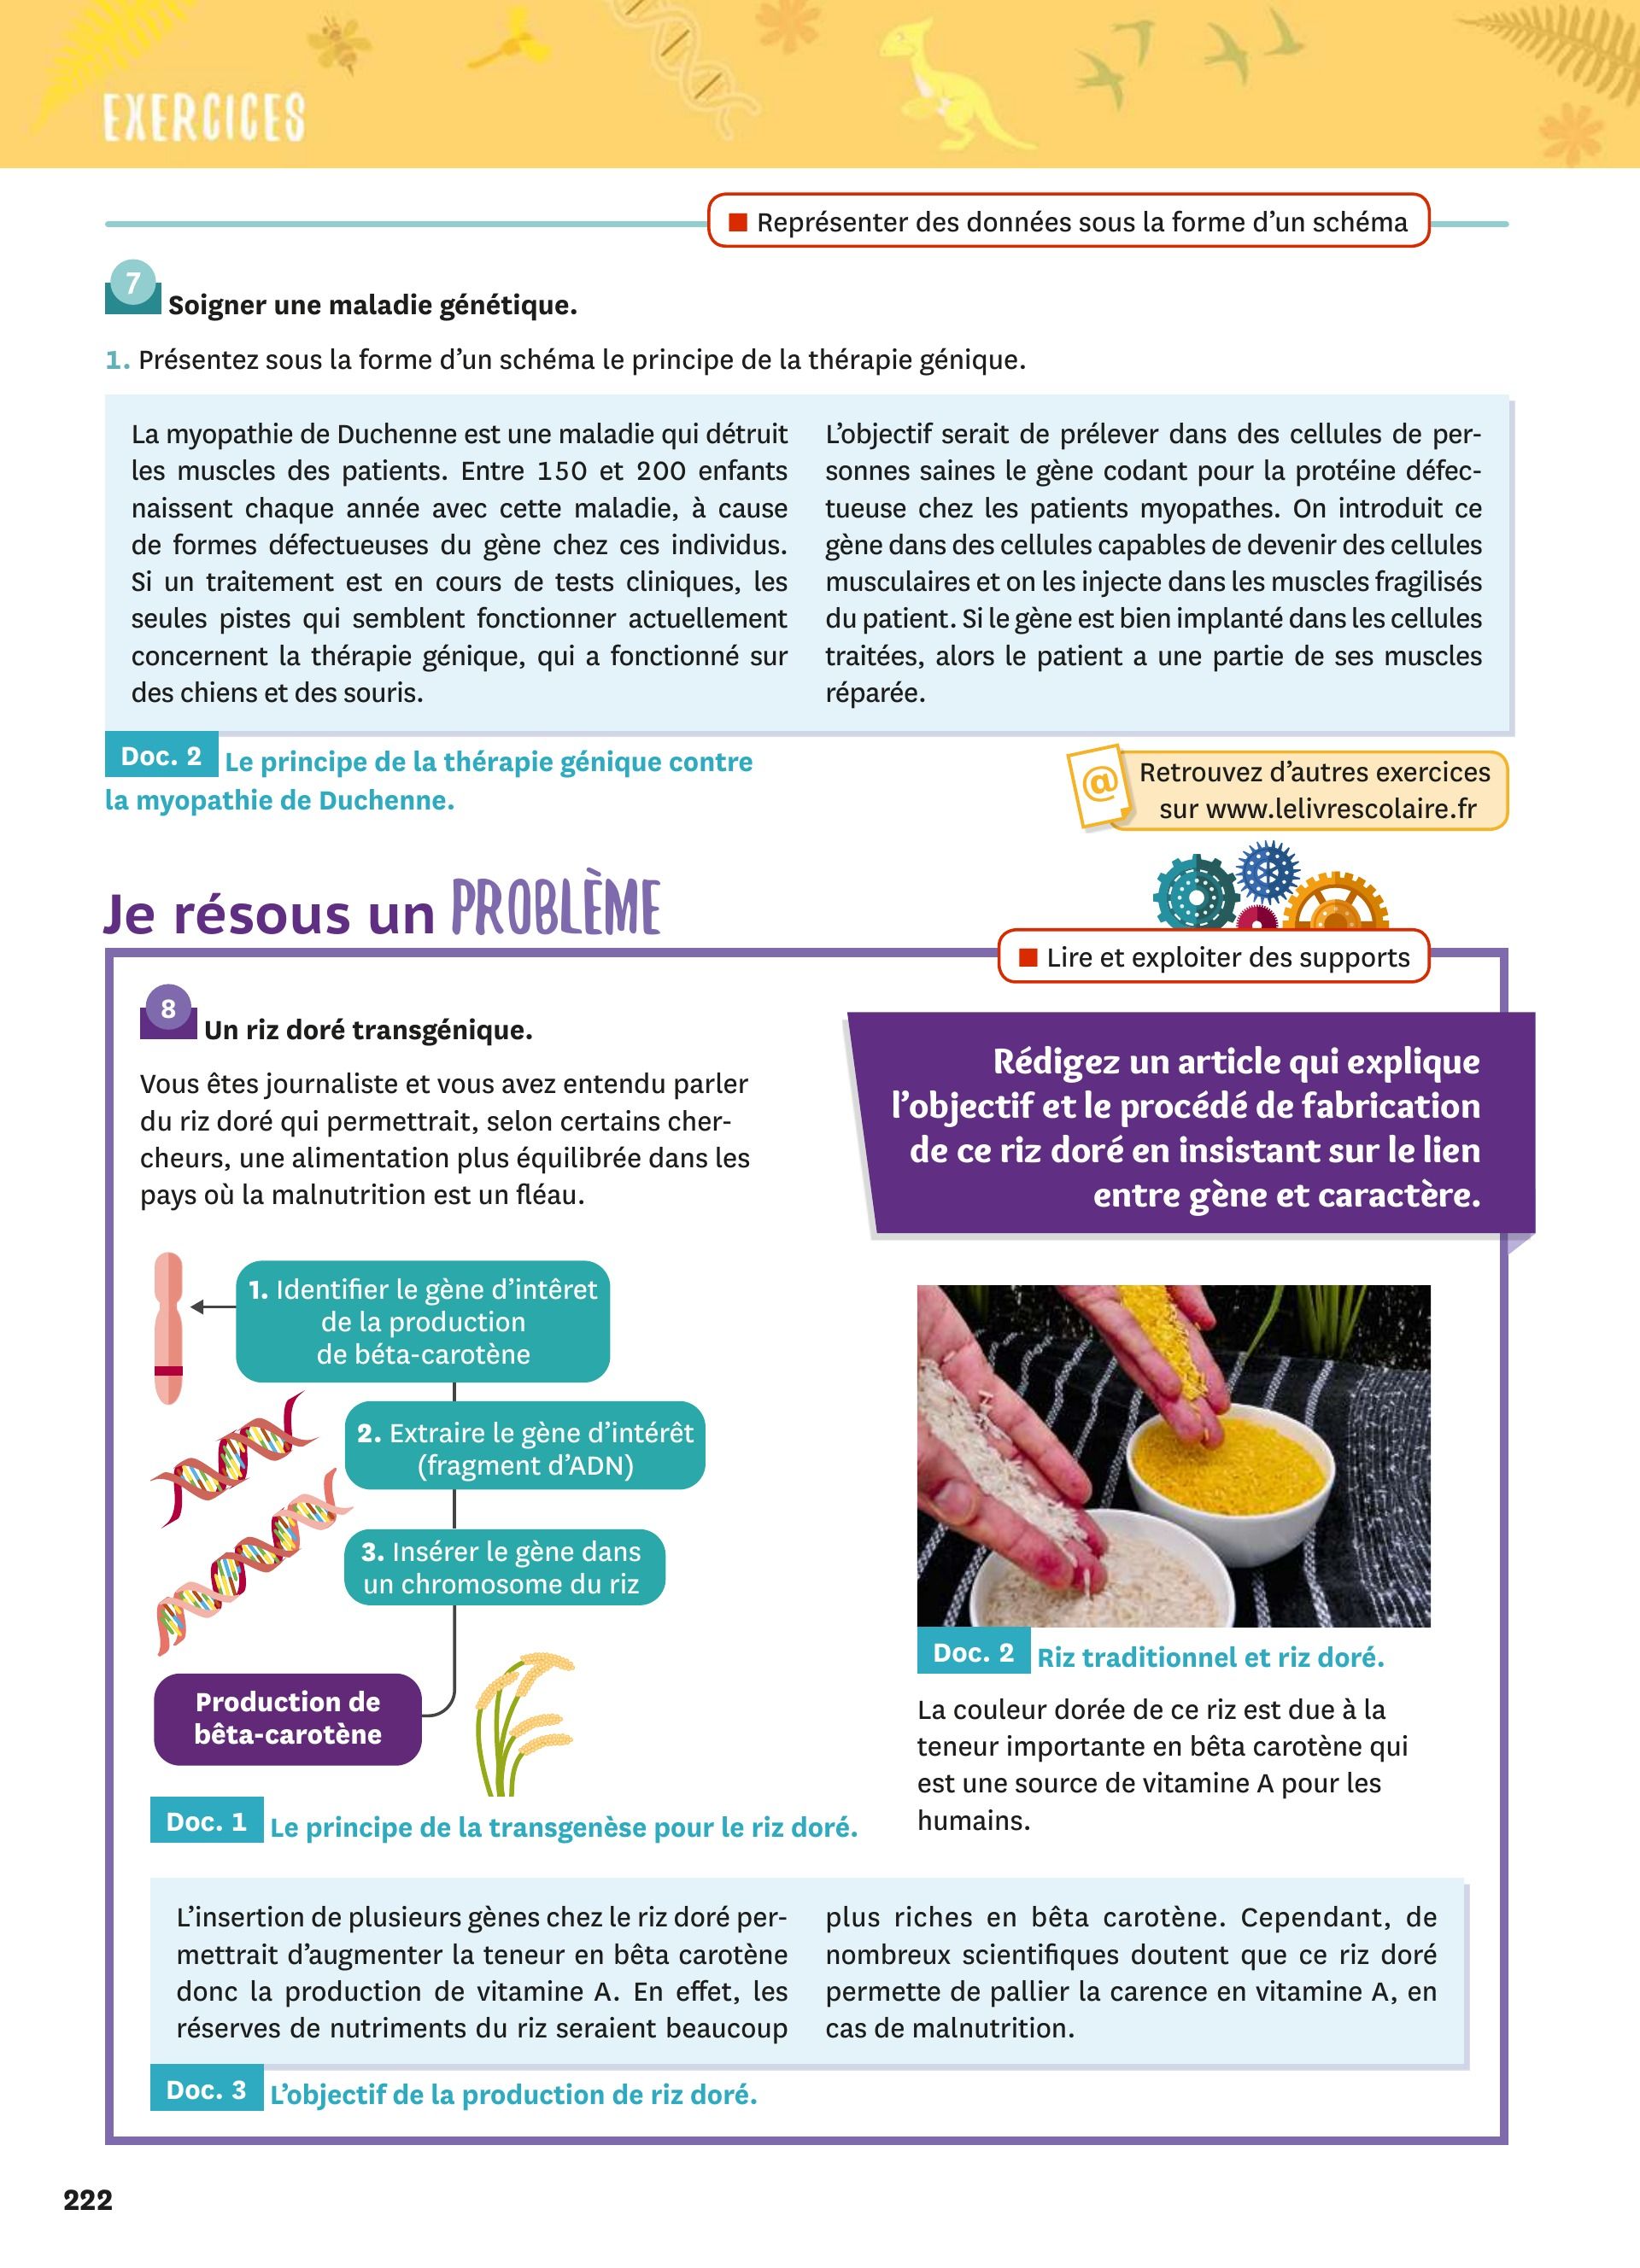 EXERCICES
Représenter des données sous la forme d’un schéma
7
Soigner une maladie génétique.
1. Présentez sous la forme d’un schéma le principe de la thérapie génique.
La myopathie de Duchenne est une maladie qui détruit
les muscles des patients. Entre 150 et 200 enfants
naissent chaque année avec cette maladie, à cause
de formes défectueuses du gène chez ces individus.
Si un traitement est en cours de tests cliniques, les
seules pistes qui semblent fonctionner actuellement
concernent la thérapie génique, qui a fonctionné sur
des chiens et des souris.
L’objectif serait de prélever dans des cellules de per-
sonnes saines le gène codant pour la protéine défec-
tueuse chez les patients myopathes. On introduit ce
gène dans des cellules capables de devenir des cellules
musculaires et on les injecte dans les muscles fragilisés
du patient. Si le gène est bien implanté dans les cellules
traitées, alors le patient a une partie de ses muscles
réparée.
Doc. 2 Le principe de la thérapie génique contre
la myopathie de Duchenne.
@
Retrouvez d’autres exercices
sur www.lelivrescolaire.fr
Je résous un PROBLÈME
Lire et exploiter des supports
8
Un riz doré transgénique.
Vous êtes journaliste et vous avez entendu parler
du riz doré qui permettrait, selon certains cher-
cheurs, une alimentation plus équilibrée dans les
pays où la malnutrition est un fléau.
Rédigez un article qui explique
l’objectif et le procédé de fabrication
de ce riz doré en insistant sur le lien
entre gène et caractère.
1. Identifier le gène d’intêret
de la production
de béta-carotène
2. Extraire le gène d’intérêt
(fragment d’ADN)
3. Insérer le gène dans
un chromosome du riz
Production de
bêta-carotène
Doc. 1 Le principe de la transgenèse pour le riz doré.
Doc. 2 Riz traditionnel et riz doré.
La couleur dorée de ce riz est due à la
teneur importante en bêta carotène qui
est une source de vitamine A pour les
humains.
L’insertion de plusieurs gènes chez le riz doré per-
mettrait d’augmenter la teneur en bêta carotène
donc la production de vitamine A. En effet, les
réserves de nutriments du riz seraient beaucoup
plus riches en bêta carotène. Cependant, de
nombreux scientifiques doutent que ce riz doré
permette de pallier la carence en vitamine A, en
cas de malnutrition.
Doc. 3 L’objectif de la production de riz doré.
222